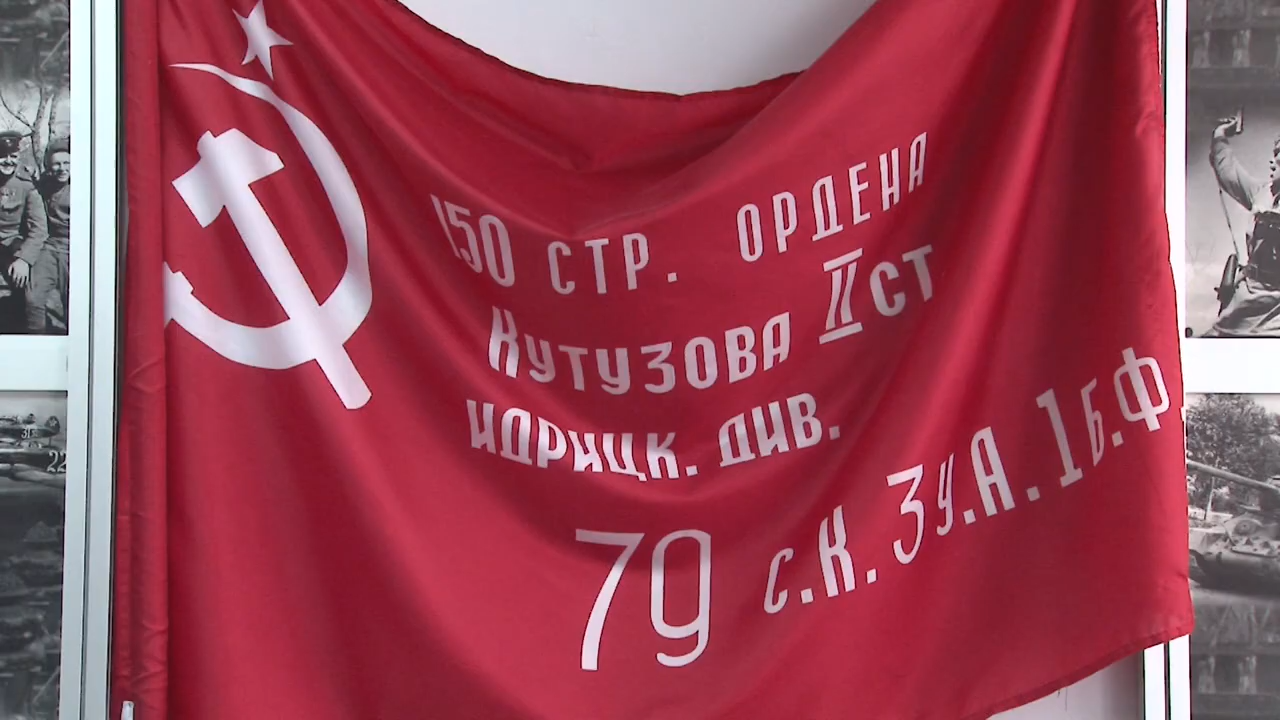 150 СТР. ОРДЕНА
КУТУЗОВА II СТ
ИДРИЦК. ДИВ.
79 С.К. 3 У.А. 1 Б.Ф.